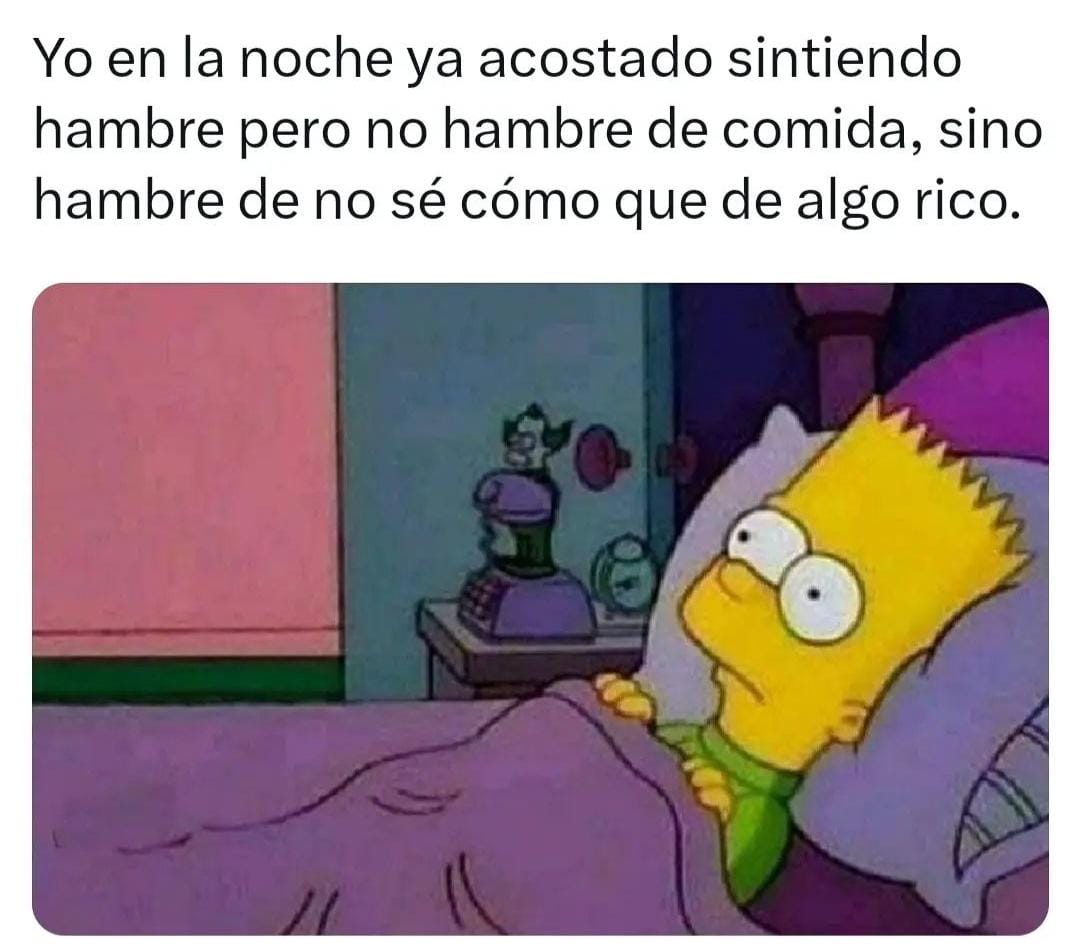 Yo en la noche ya acostado sintiendo
hambre pero no hambre de comida, sino
hambre de no sé cómo que de algo rico.